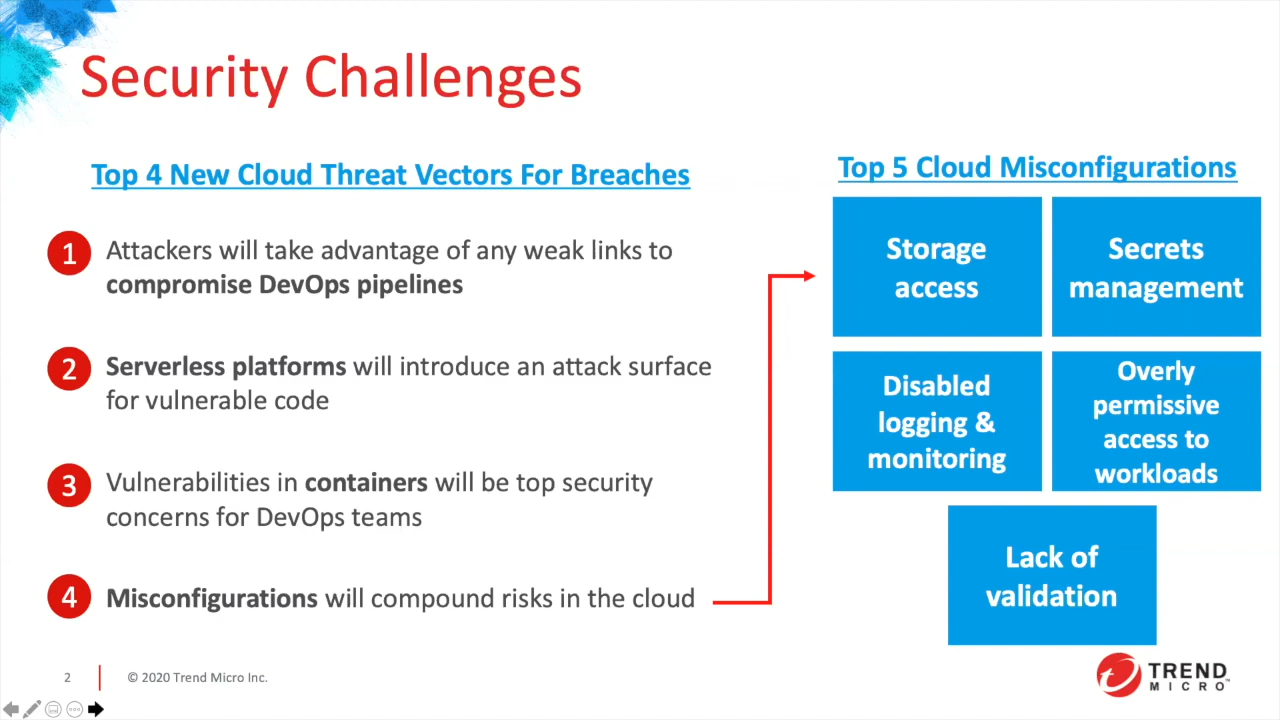 Security Challenges
Top 4 New Cloud Threat Vectors For Breaches
1
Attackers will take advantage of any weak links to
compromise DevOps pipelines
2
Serverless platforms will introduce an attack surface
for vulnerable code
3
Vulnerabilities in containers will be top security
concerns for DevOps teams
4
Misconfigurations will compound risks in the cloud
Top 5 Cloud Misconfigurations
Storage
access
Secrets
management
Disabled
logging &
monitoring
Overly
permissive
access to
workloads
Lack of
validation
2
© 2020 Trend Micro Inc.
TREND
MICRO™